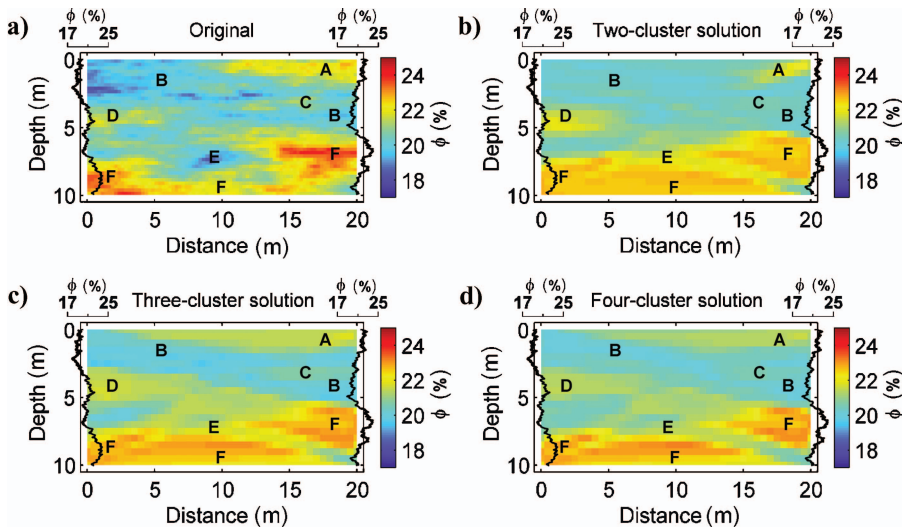 ϕ (%)
17 25
a) Original
ϕ (%)
17 25
0
5
10
Depth (m)
A
B
C
D
B
E
F
F
F
0 5 10 15 20
Distance (m)
24
22
20
18
ϕ (%)
ϕ (%)
17 25
b) Two-cluster solution
ϕ (%)
17 25
0
5
10
Depth (m)
A
B
C
D
B
E
F
F
F
0 5 10 15 20
Distance (m)
24
22
20
18
ϕ (%)
ϕ (%)
17 25
c) Three-cluster solution
ϕ (%)
17 25
0
5
10
Depth (m)
A
B
C
D
B
E
F
F
F
0 5 10 15 20
Distance (m)
24
22
20
18
ϕ (%)
ϕ (%)
17 25
d) Four-cluster solution
ϕ (%)
17 25
0
5
10
Depth (m)
A
B
C
D
B
E
F
F
F
0 5 10 15 20
Distance (m)
24
22
20
18
ϕ (%)